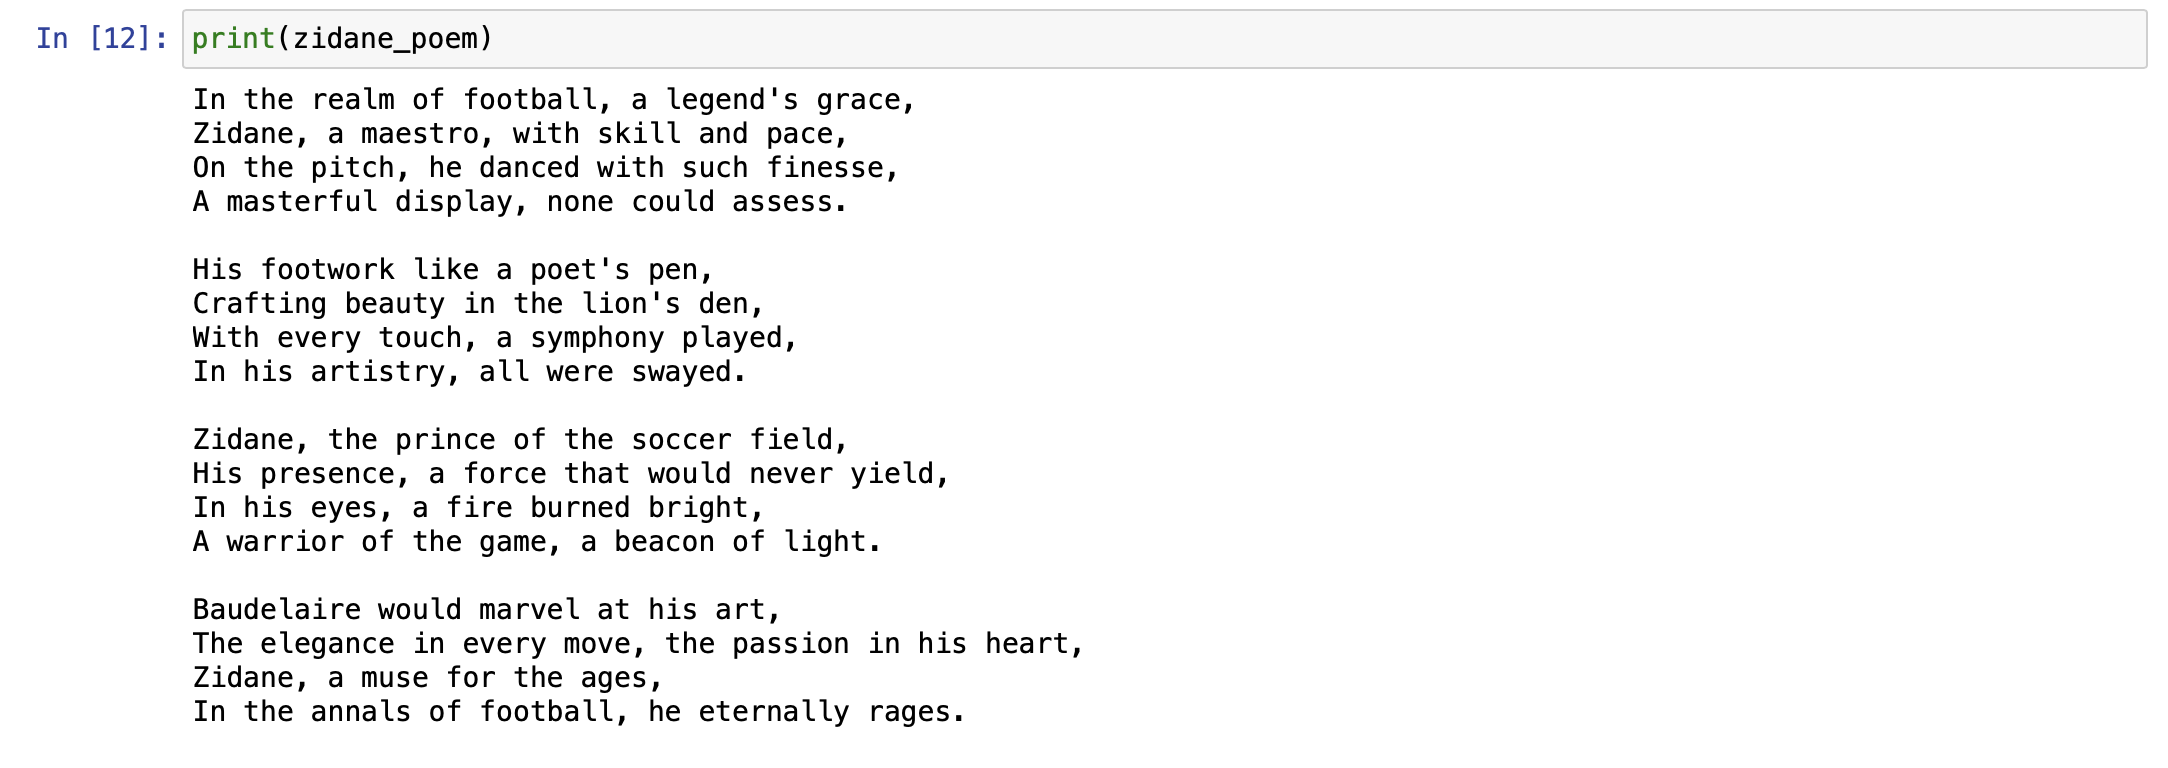 In [12]: print(zidane_poem)
In the realm of football, a legend's grace,
Zidane, a maestro, with skill and pace,
On the pitch, he danced with such finesse,
A masterful display, none could assess.

His footwork like a poet's pen,
Crafting beauty in the lion's den,
With every touch, a symphony played,
In his artistry, all were swayed.

Zidane, the prince of the soccer field,
His presence, a force that would never yield,
In his eyes, a fire burned bright,
A warrior of the game, a beacon of light.

Baudelaire would marvel at his art,
The elegance in every move, the passion in his heart,
Zidane, a muse for the ages,
In the annals of football, he eternally rages.